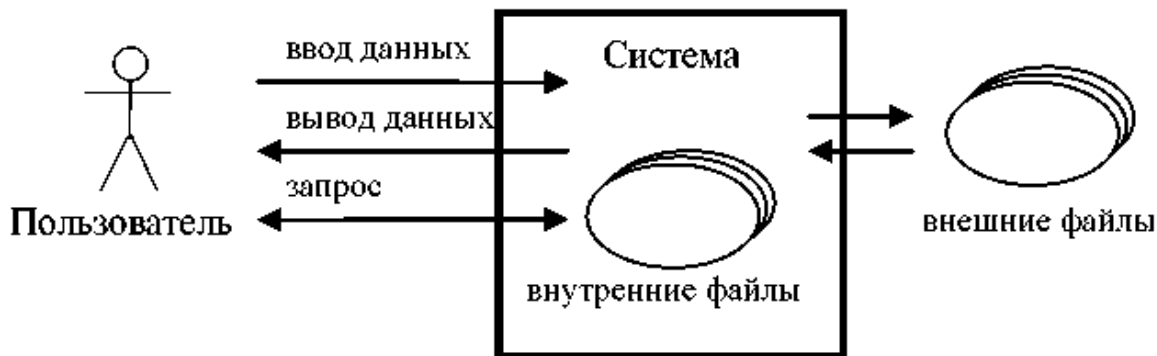 ввод данных
Система
вывод данных
запрос
Пользователь
внешние файлы
внутренние файлы